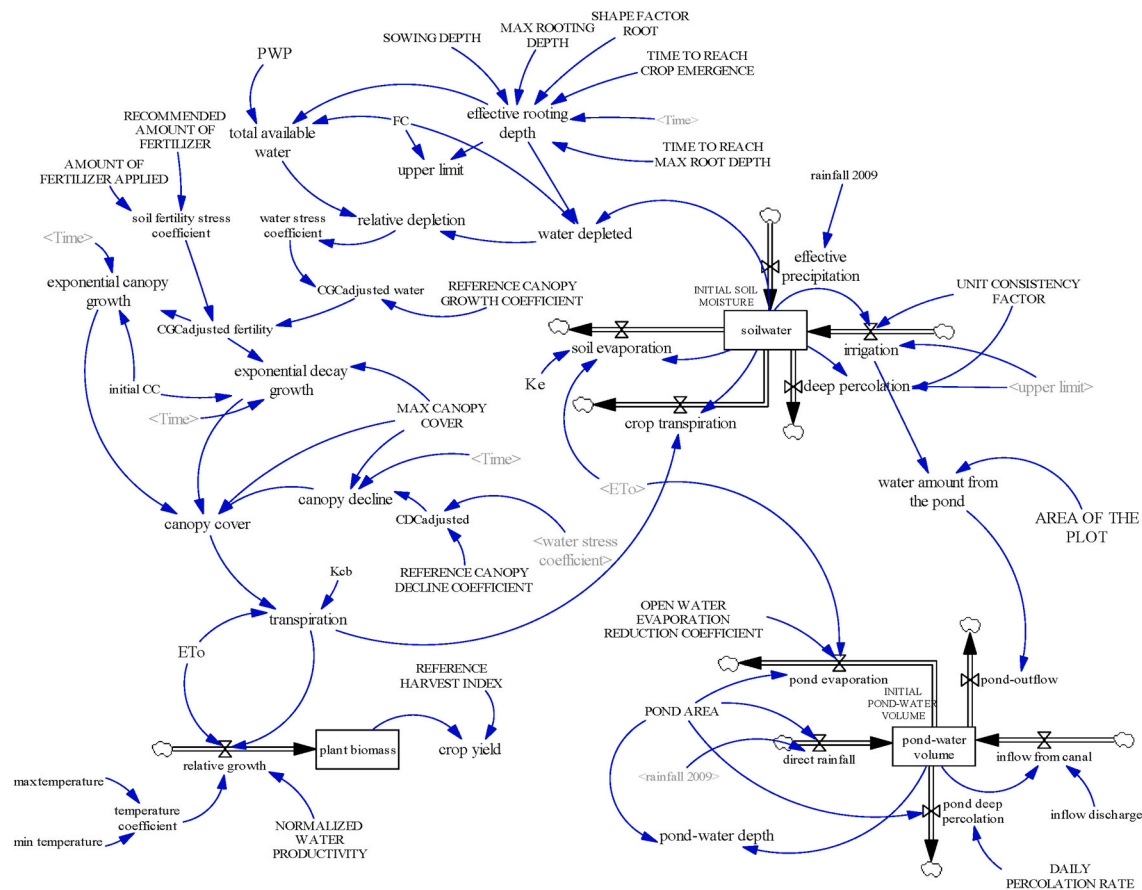 SHAPE FACTOR
ROOT
MAX ROOTING
DEPTH
SOWING DEPTH
PWP
TIME TO REACH
CROP EMERGENCE
RECOMMENDED
AMOUNT OF
FERTILIZER
total available
water
FC
effective rooting
depth
<Time>
TIME TO REACH
MAX ROOT DEPTH
upper limit
AMOUNT OF
FERTILIZER APPLIED
rainfall 2009
soil fertility stress
coefficient
water stress
coefficient
relative depletion
water depleted
<Time>
exponential canopy
growth
effective
precipitation
CGCadjusted water
REFERENCE CANOPY
GROWTH COEFFICIENT
INITIAL SOIL
MOISTURE
UNIT CONSISTENCY
FACTOR
CGCadjusted fertility
soilwater
soil evaporation
irrigation
exponential decay
growth
Ke
deep percolation
<upper limit>
initial CC
<Time>
MAX CANOPY
COVER
crop transpiration
<Time>
<ETo>
water amount from
the pond
canopy decline
canopy cover
CDCadjusted
AREA OF THE
PLOT
<water stress
coefficient>
Kcb
REFERENCE CANOPY
DECLINE COEFFICIENT
transpiration
OPEN WATER
EVAPORATION
REDUCTION COEFFICIENT
ETo
REFERENCE
HARVEST INDEX
pond evaporation
pond-outflow
INITIAL
POND-WATER
VOLUME
POND AREA
plant biomass
crop yield
relative growth
pond-water
volume
direct rainfall
inflow from canal
<rainfall 2009>
maxtemperature
temperature
coefficient
min temperature
NORMALIZED
WATER
PRODUCTIVITY
pond deep
percolation
inflow discharge
pond-water depth
DAILY
PERCOLATION RATE